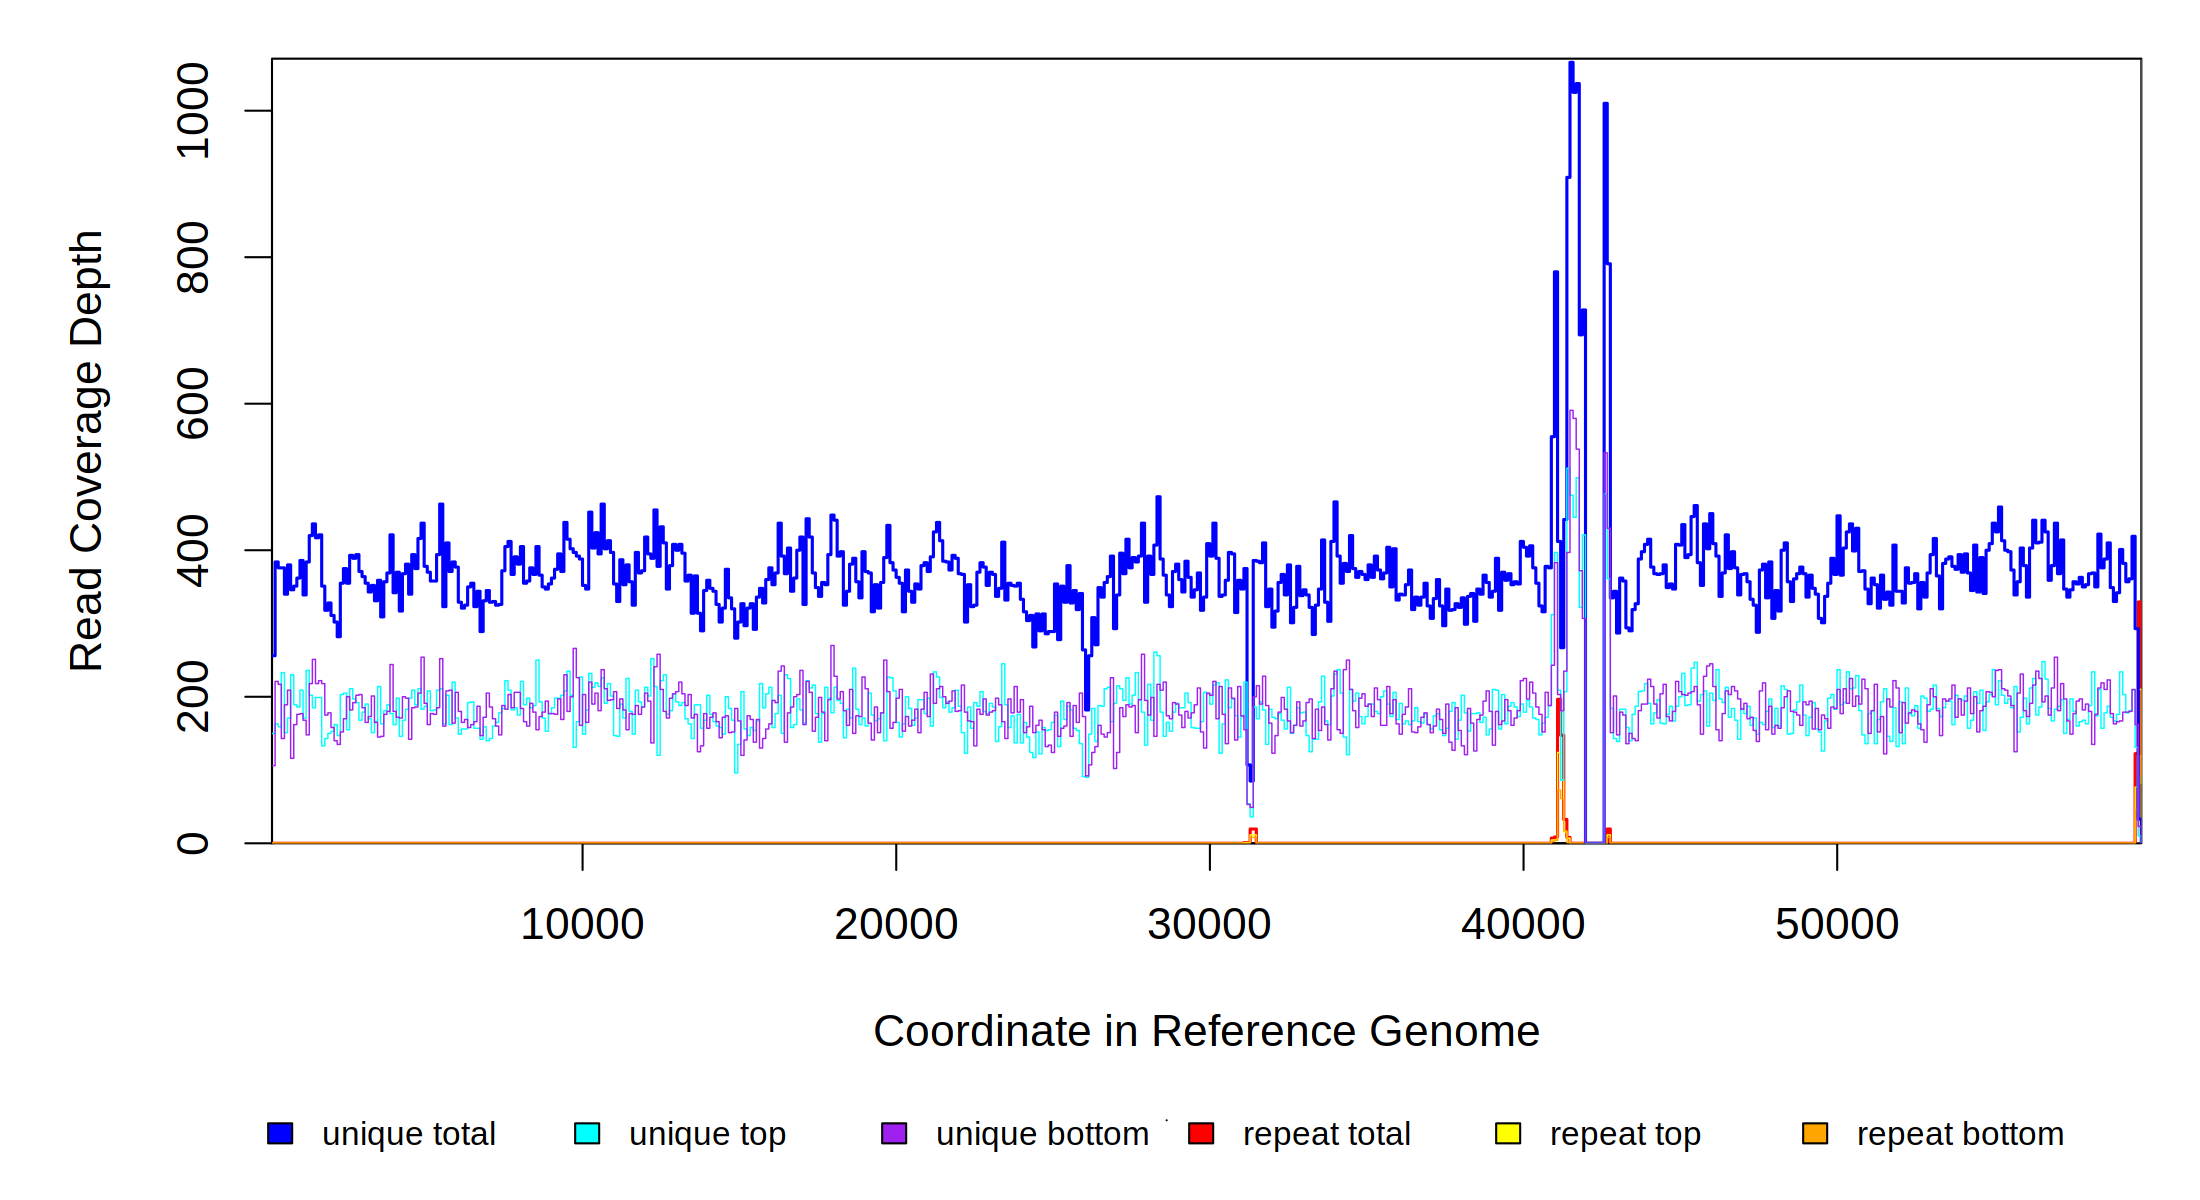 1000
800
600
400
200
0
Read Coverage Depth
10000 20000 30000 40000 50000
Coordinate in Reference Genome
unique total unique top unique bottom repeat total repeat top repeat bottom